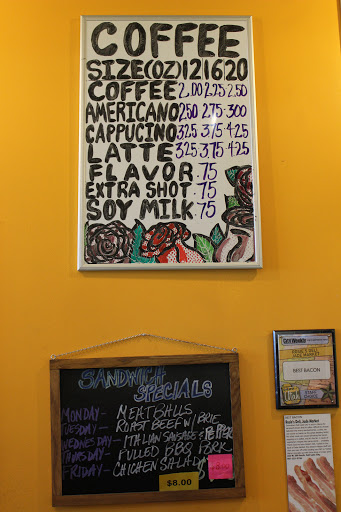 COFFEE
SIZE(OZ) 12 16 20
COFFEE 2.00 2.25 2.50
AMERICANO 2.50 2.75 3.00
CAPPUCINO 3.25 3.75 4.25
LATTE 3.25 3.75 4.25
FLAVOR .75
EXTRA SHOT .75
SOY MILK .75
SANDWICH
SPECIALS
MONDAY - MEATBALLS
TUESDAY - ROAST BEEF W/ BRIE
WEDNESDAY - ITALIAN SAUSAGE & PEPPER
THURSDAY - PULLED BBQ PORK
FRIDAY - CHICKEN SALAD
$8.00
BEST BACON